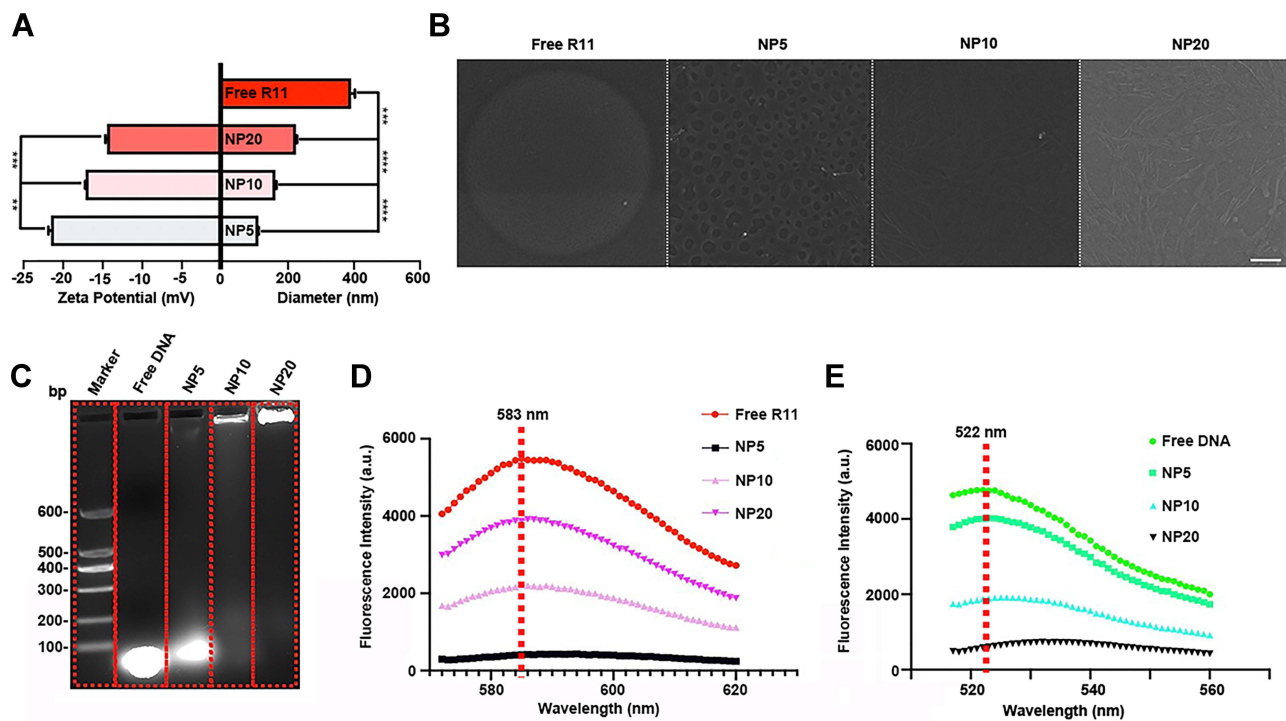 A
Free R11
NP20
NP10
NP5
***
****
****
***
**
-25 -20 -15 -10 -5 0 200 400 600
Zeta Potential (mV) Diameter (nm)
B
Free R11 NP5 NP10 NP20
C
bp Marker Free DNA NP5 NP10 NP20
600-
500-
400-
300-
200-
100-
D
583 nm
Free R11
NP5
NP10
NP20
Fluorescence Intensity (a.u.)
6000
4000
2000
0
580 600 620
Wavelength (nm)
E
522 nm
Free DNA
NP5
NP10
NP20
Fluorescence Intensity (a.u.)
6000
4000
2000
0
520 540 560
Wavelength (nm)